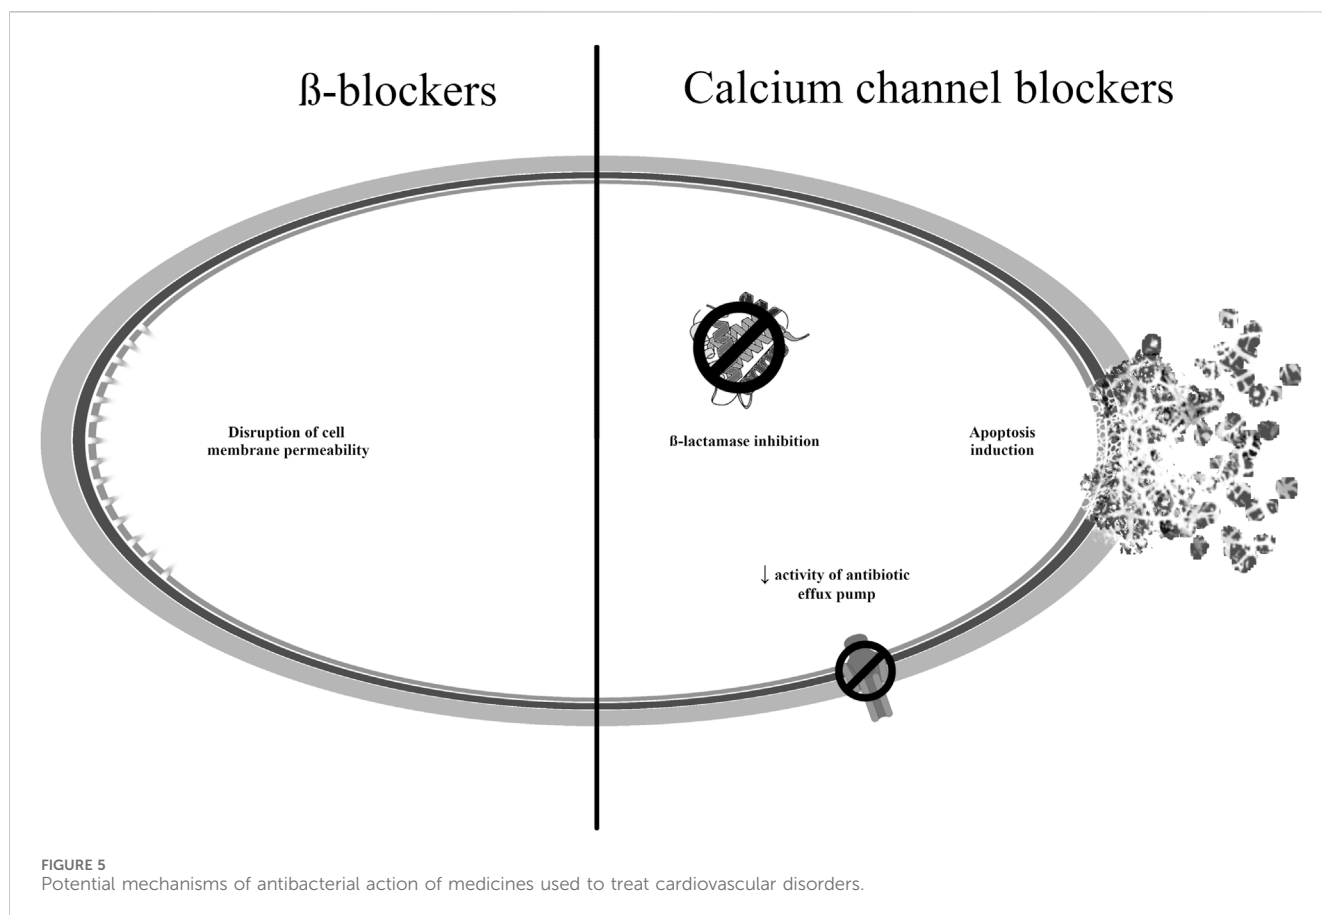 ß-blockers
Calcium channel blockers
Disruption of cell
membrane permeability
ß-lactamase inhibition
Apoptosis
induction
↓ activity of antibiotic
effux pump
FIGURE 5
Potential mechanisms of antibacterial action of medicines used to treat cardiovascular disorders.